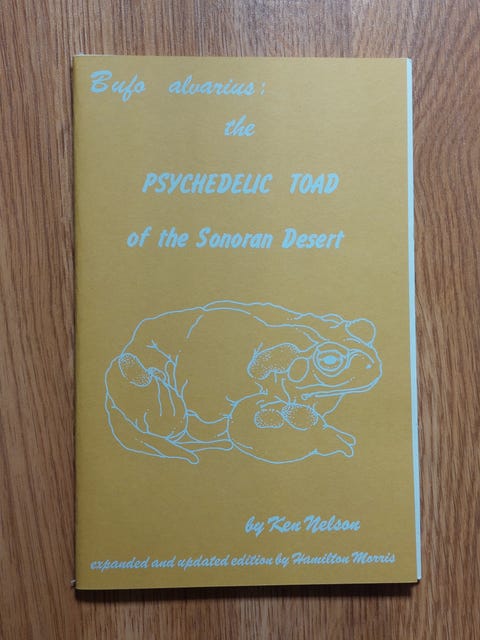 Bufo alvarius:
the
PSYCHEDELIC TOAD
of the Sonoran Desert
by Ken Nelson
expanded and updated edition by Hamilton Morris